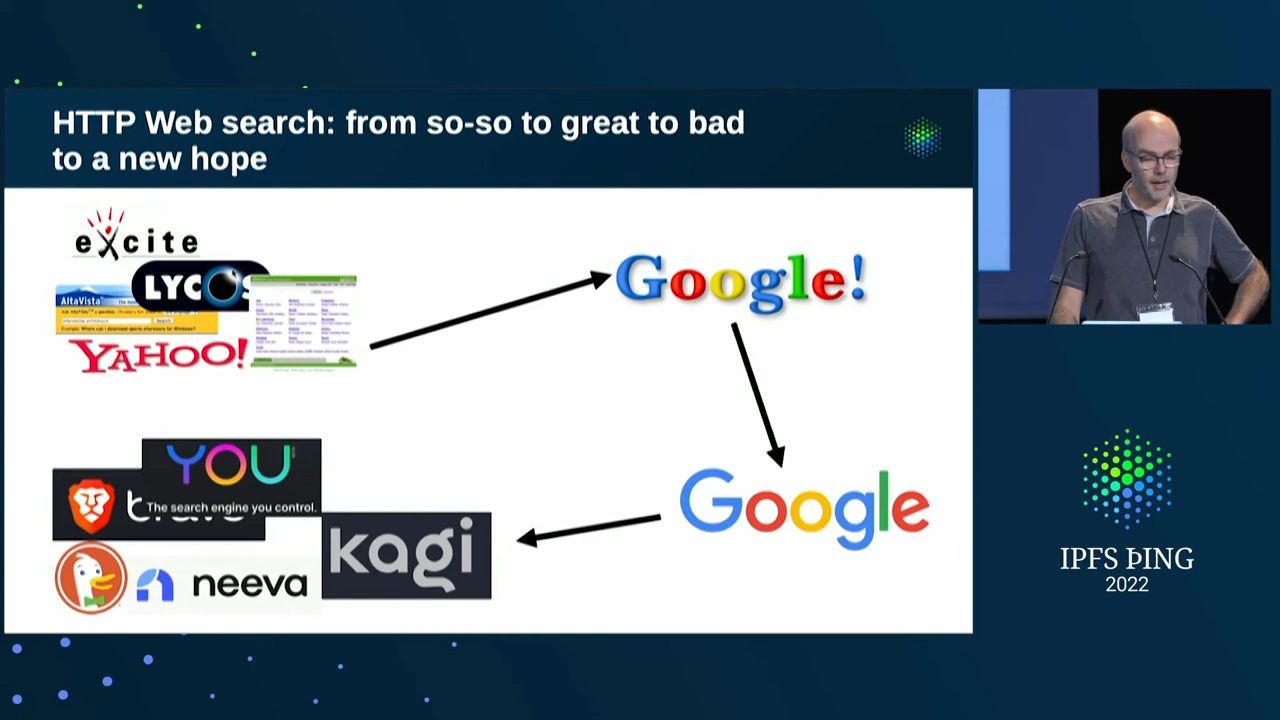 HTTP Web search: from so-so to great to bad
to a new hope
excite
LYCOS
AltaVista
YAHOO!
Google!
YOU
The search engine you control.
Google
kagi
neeva
IPFS ÞING
2022